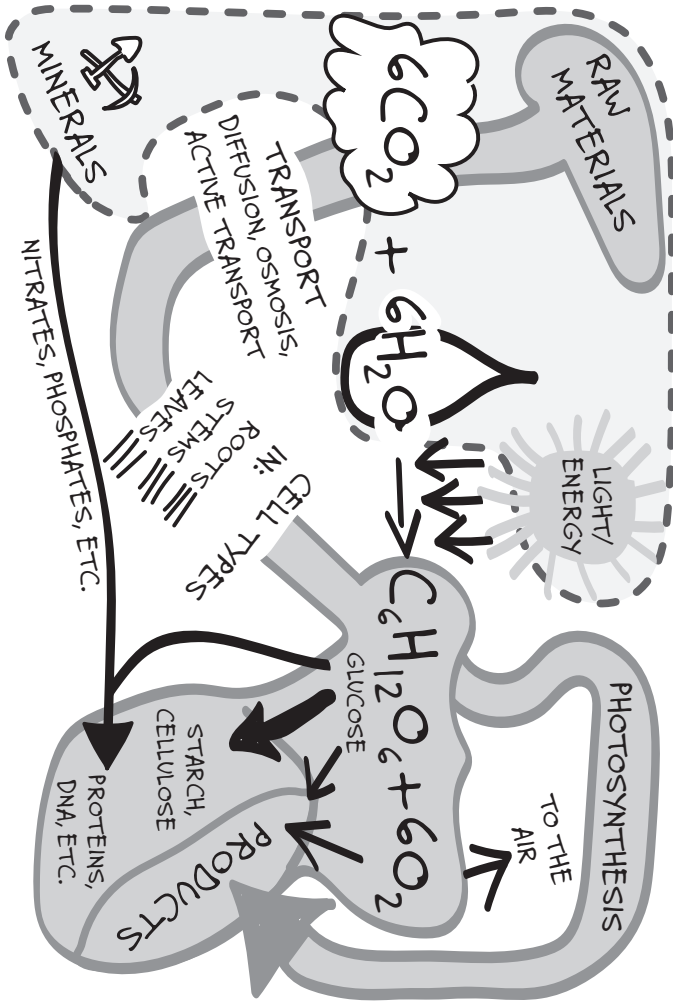 RAW
MATERIALS
6CO2
+
6H2O
→
C6H12O6+6O2
GLUCOSE
LIGHT/
ENERGY
MINERALS
TRANSPORT
DIFFUSION, OSMOSIS,
ACTIVE TRANSPORT
CELL TYPES
IN:
ROOTS
STEMS
LEAVES
NITRATES, PHOSPHATES, ETC.
PHOTOSYNTHESIS
TO THE
AIR
STARCH,
CELLULOSE
PRODUCTS
PROTEINS,
DNA, ETC.